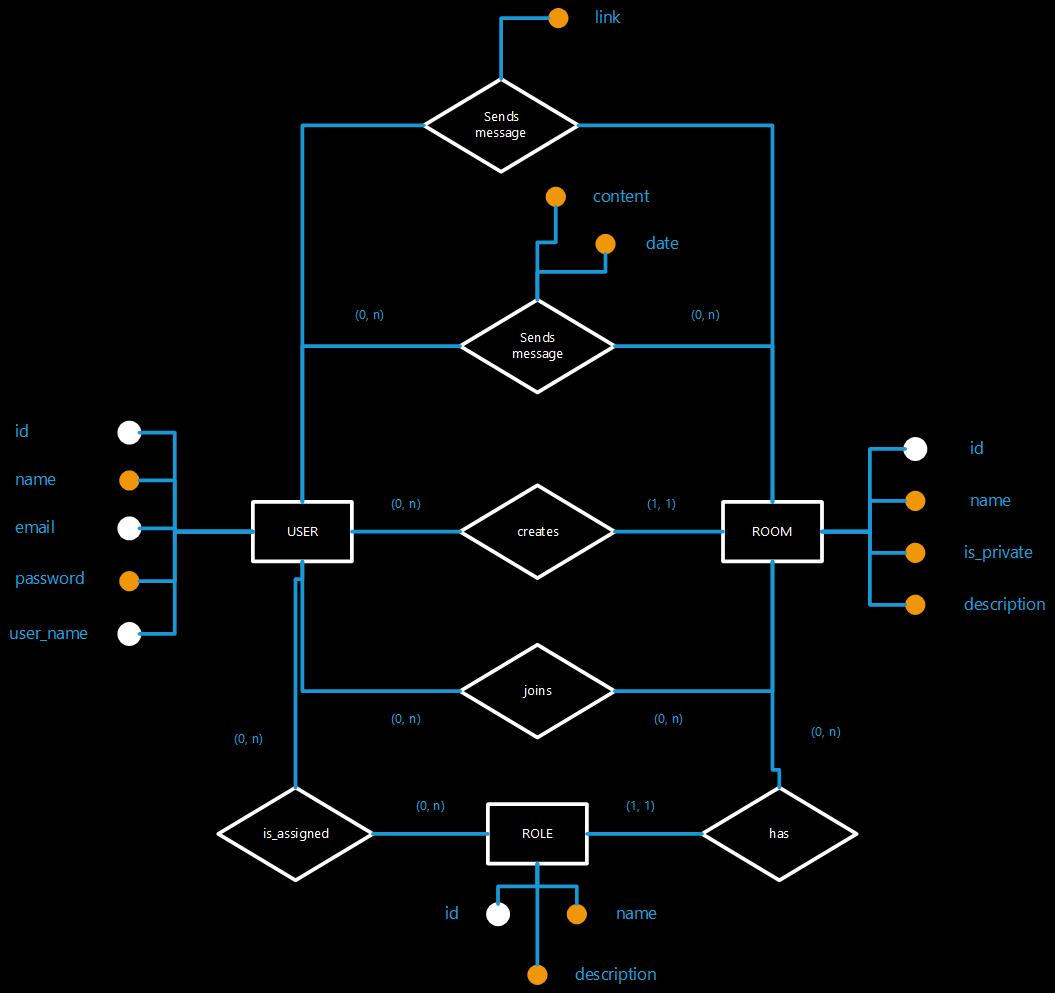 link
Sends
message
content
date
(0, n)
(0, n)
Sends
message
id
name
email
password
user_name
USER
(0, n)
creates
(1, 1)
ROOM
id
name
is_private
description
joins
(0, n)
(0, n)
(0, n)
(0, n)
is_assigned
(0, n)
ROLE
(1, 1)
has
id
name
description